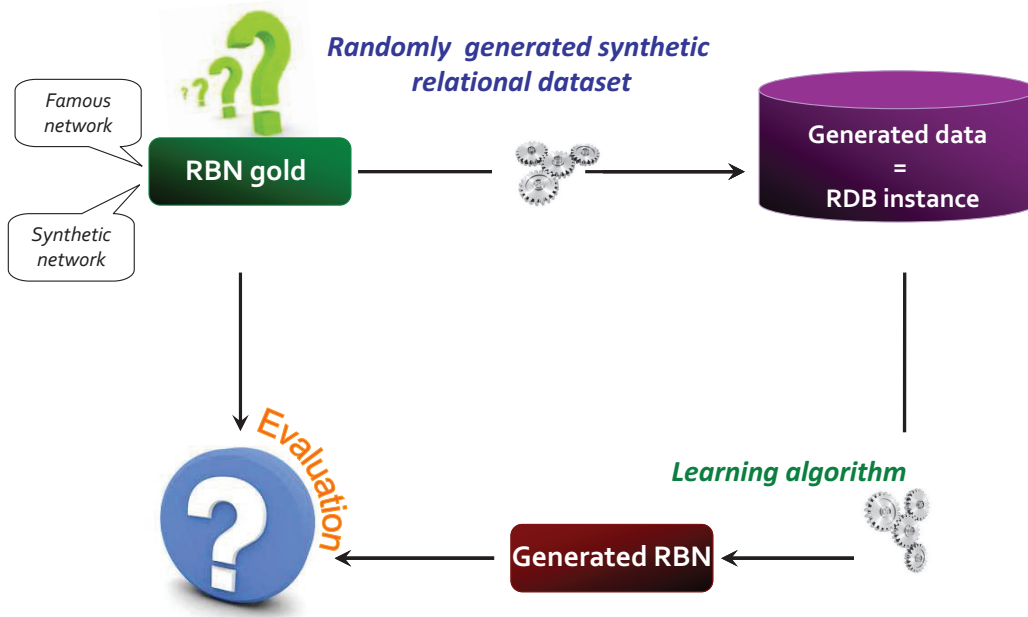 Randomly generated synthetic
relational dataset
Famous
network
RBN gold
Synthetic
network
Generated data
=
RDB instance
Evaluation
Learning algorithm
Generated RBN